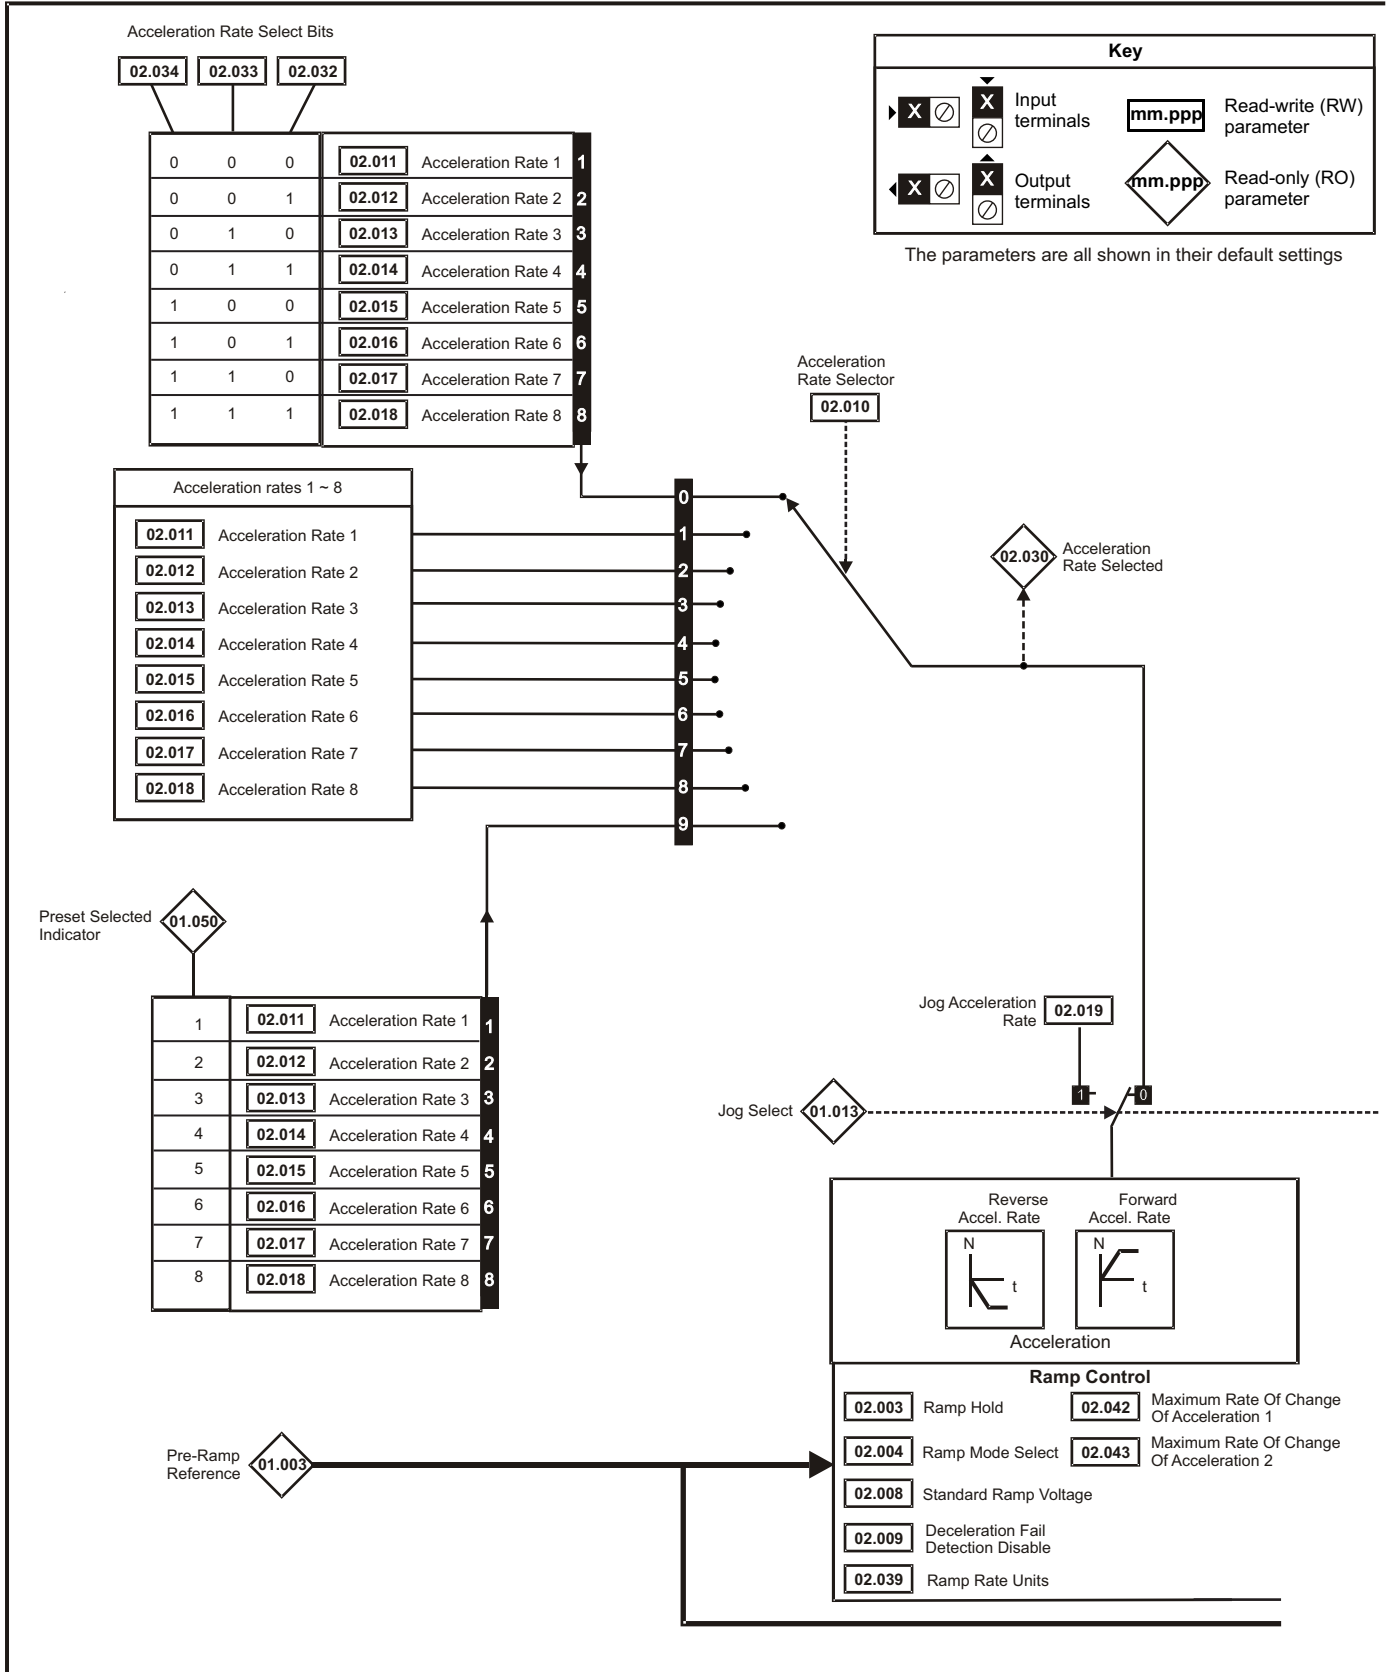 Acceleration Rate Select Bits
02.034 02.033 02.032
0 0 0 02.011 Acceleration Rate 1 1
0 0 1 02.012 Acceleration Rate 2 2
0 1 0 02.013 Acceleration Rate 3 3
0 1 1 02.014 Acceleration Rate 4 4
1 0 0 02.015 Acceleration Rate 5 5
1 0 1 02.016 Acceleration Rate 6 6
1 1 0 02.017 Acceleration Rate 7 7
1 1 1 02.018 Acceleration Rate 8 8
Key
X X Input
terminals
mm.ppp Read-write (RW)
parameter
X X Output
terminals
mm.ppp Read-only (RO)
parameter
The parameters are all shown in their default settings
Acceleration
Rate Selector
02.010
Acceleration rates 1 ~ 8
02.011 Acceleration Rate 1
02.012 Acceleration Rate 2
02.013 Acceleration Rate 3
02.014 Acceleration Rate 4
02.015 Acceleration Rate 5
02.016 Acceleration Rate 6
02.017 Acceleration Rate 7
02.018 Acceleration Rate 8
0
1
2
3
4
5
6
7
8
9
02.030 Acceleration
Rate Selected
Preset Selected
Indicator
01.050
1 02.011 Acceleration Rate 1 1
2 02.012 Acceleration Rate 2 2
3 02.013 Acceleration Rate 3 3
4 02.014 Acceleration Rate 4 4
5 02.015 Acceleration Rate 5 5
6 02.016 Acceleration Rate 6 6
7 02.017 Acceleration Rate 7 7
8 02.018 Acceleration Rate 8 8
Jog Acceleration
Rate
02.019
1 0
Jog Select 01.013
Reverse
Accel. Rate
N
t
Forward
Accel. Rate
N
t
Acceleration
Ramp Control
02.003 Ramp Hold
02.042 Maximum Rate Of Change
Of Acceleration 1
02.004 Ramp Mode Select
02.043 Maximum Rate Of Change
Of Acceleration 2
02.008 Standard Ramp Voltage
02.009 Deceleration Fail
Detection Disable
02.039 Ramp Rate Units
Pre-Ramp
Reference
01.003